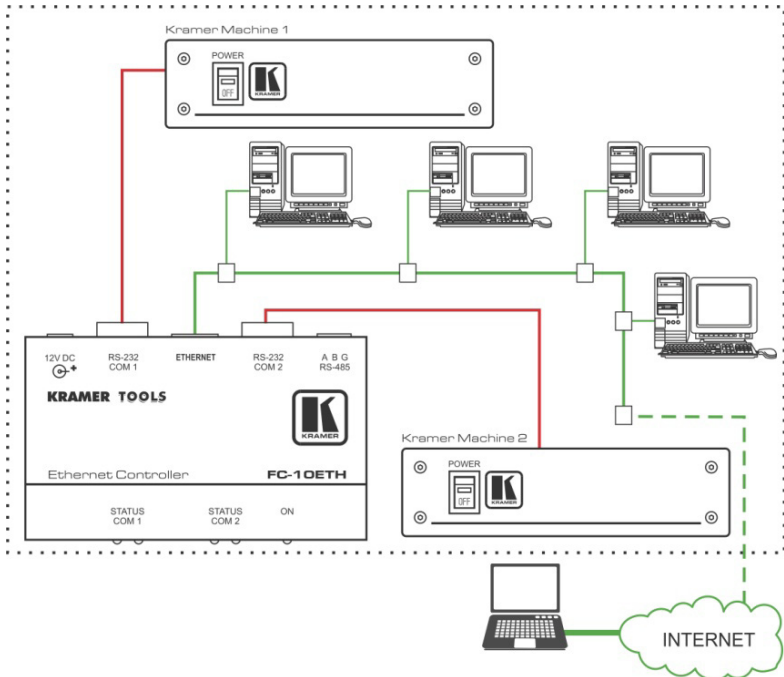 Kramer Machine 1
POWER
OFF
K
KRAMER
12V DC
+
RS-232
COM 1
ETHERNET
RS-232
COM 2
A B G
RS-485
KRAMER TOOLS
K
KRAMER
Ethernet Controller
FC-10ETH
STATUS
COM 1
STATUS
COM 2
ON
Kramer Machine 2
POWER
OFF
K
KRAMER
INTERNET